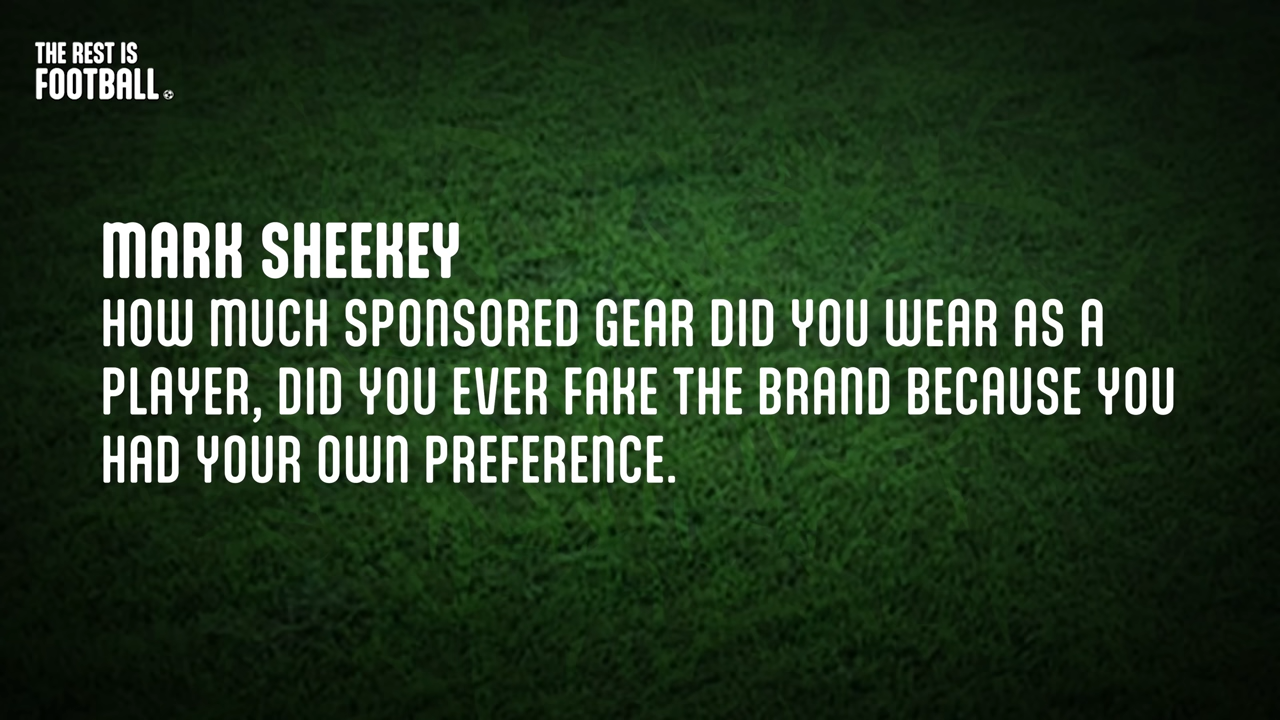 THE REST IS
FOOTBALL
MARK SHEEKEY
HOW MUCH SPONSORED GEAR DID YOU WEAR AS A
PLAYER, DID YOU EVER FAKE THE BRAND BECAUSE YOU
HAD YOUR OWN PREFERENCE.